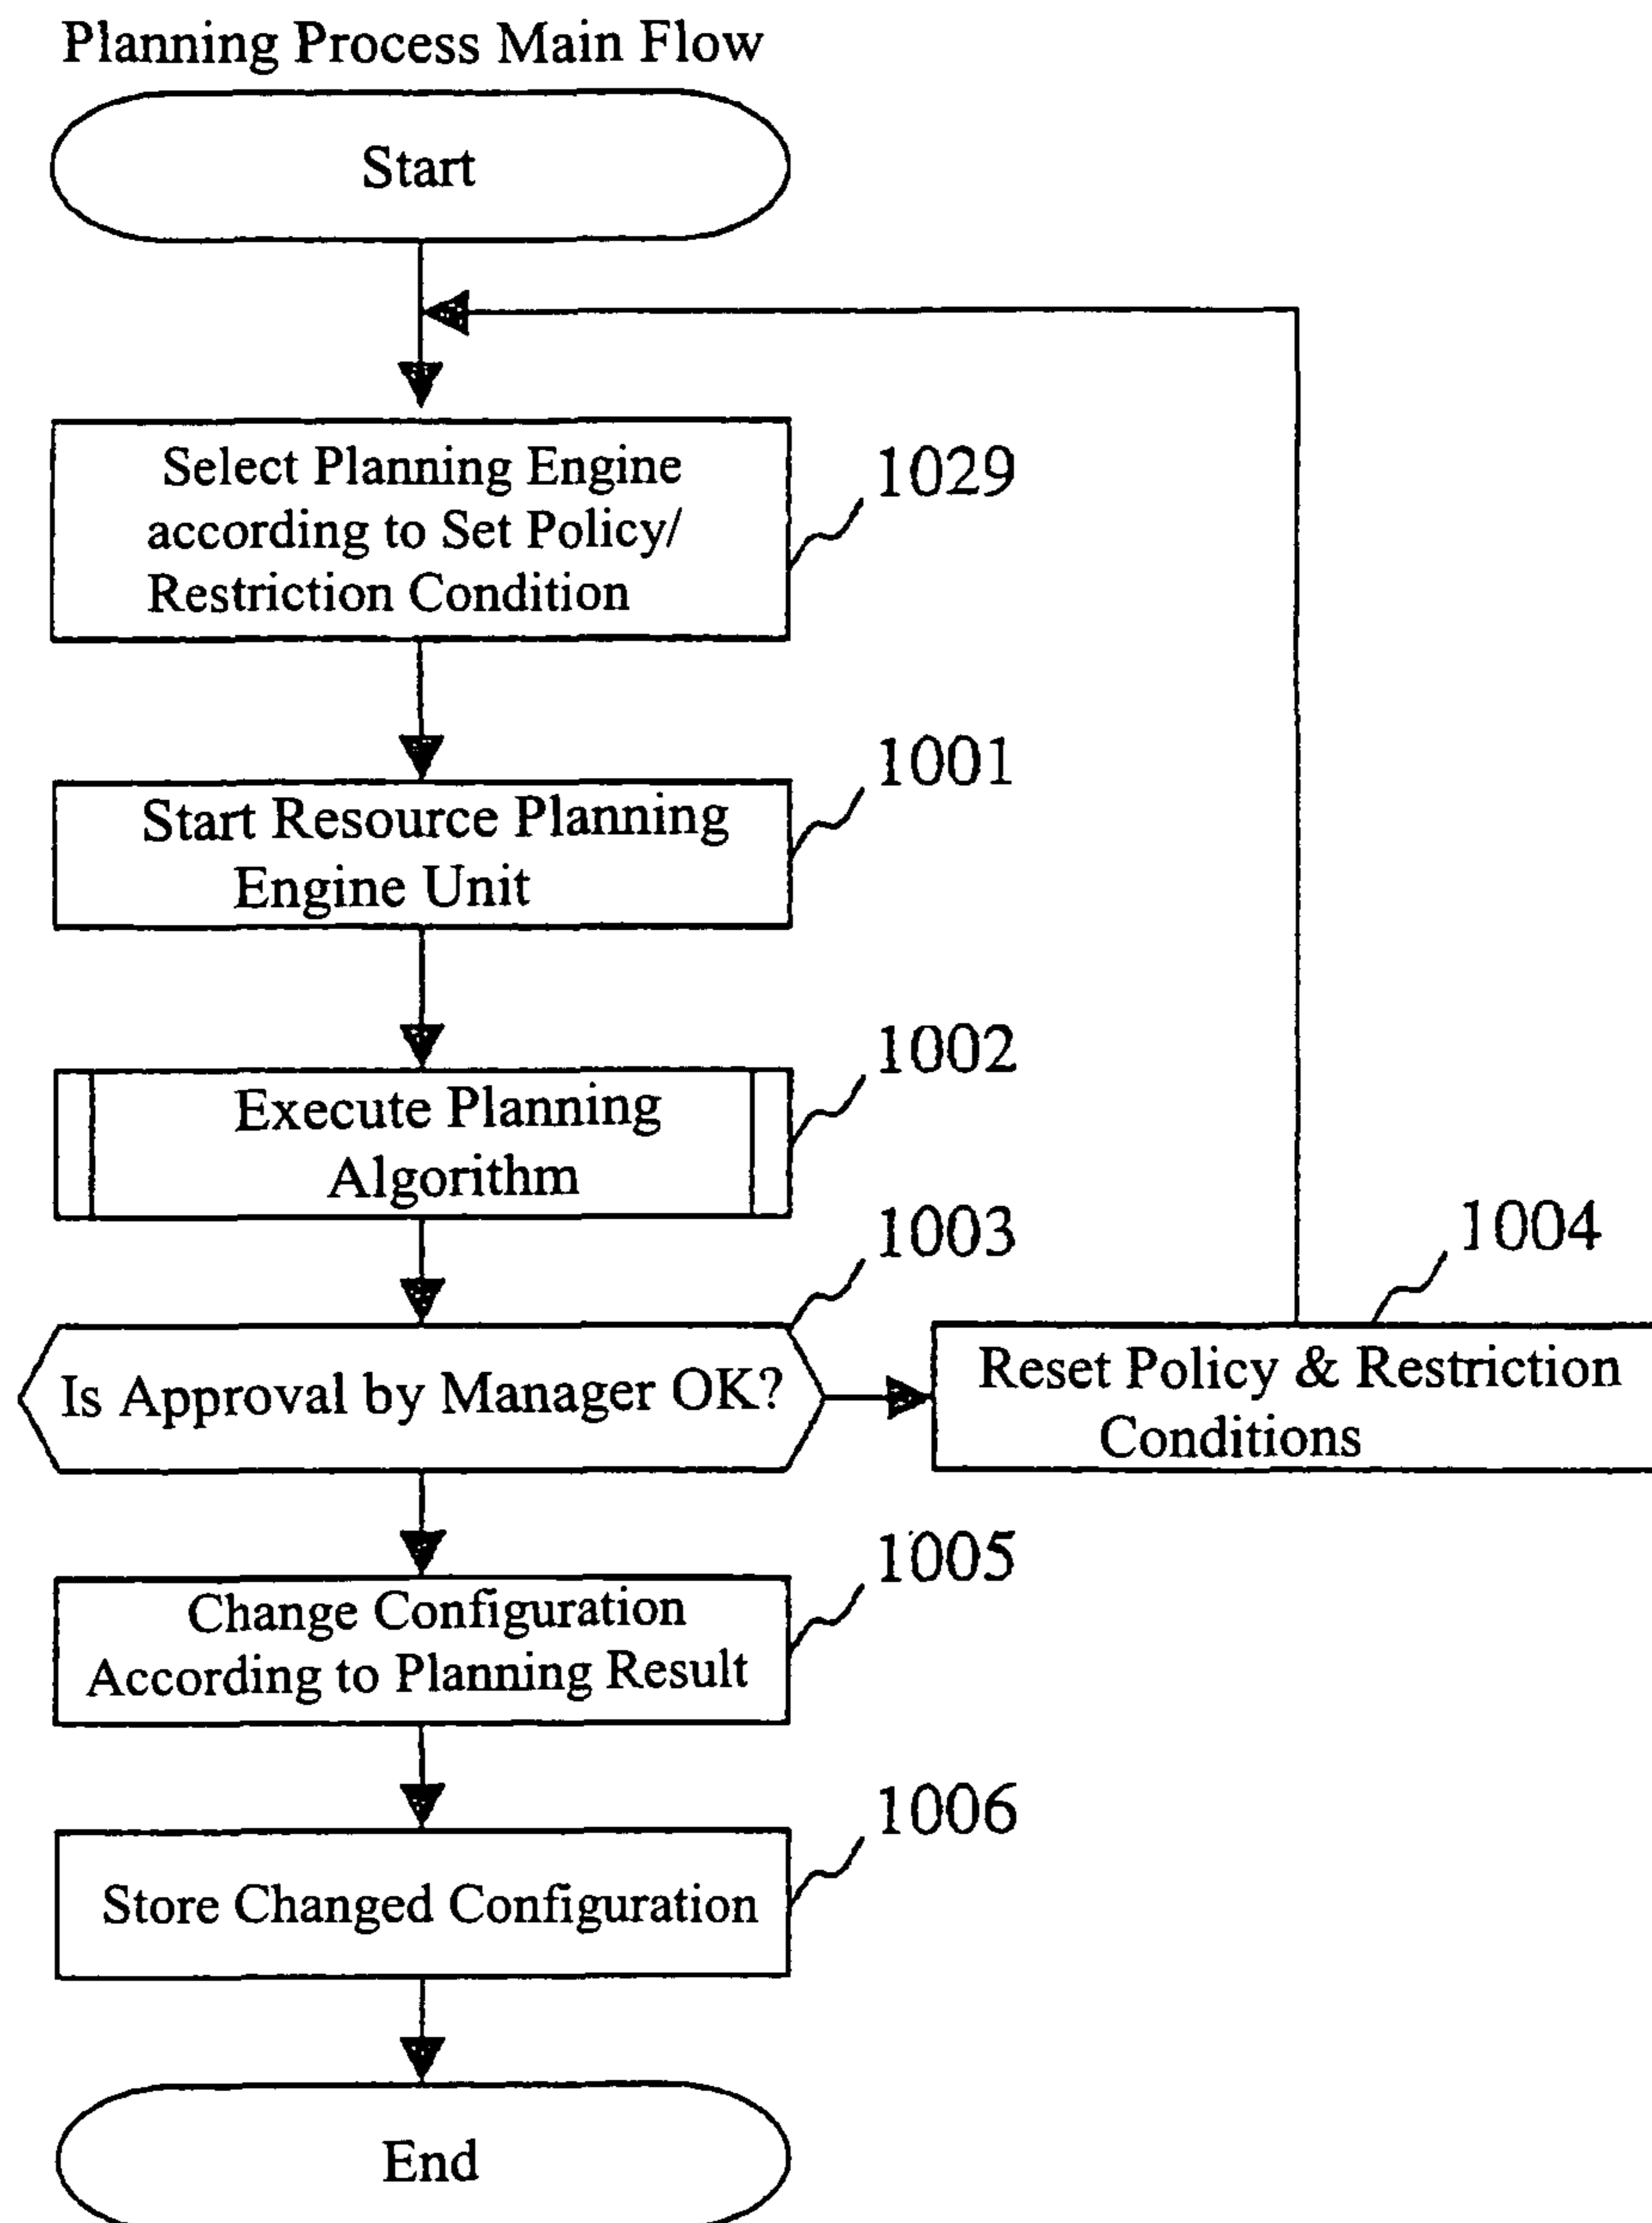 Planning Process Main Flow
Start
Select Planning Engine
according to Set Policy/
Restriction Condition
1029
Start Resource Planning
Engine Unit
1001
Execute Planning
Algorithm
1002
Is Approval by Manager OK?
1003
Reset Policy & Restriction
Conditions
1004
Change Configuration
According to Planning Result
1005
Store Changed Configuration
1006
End